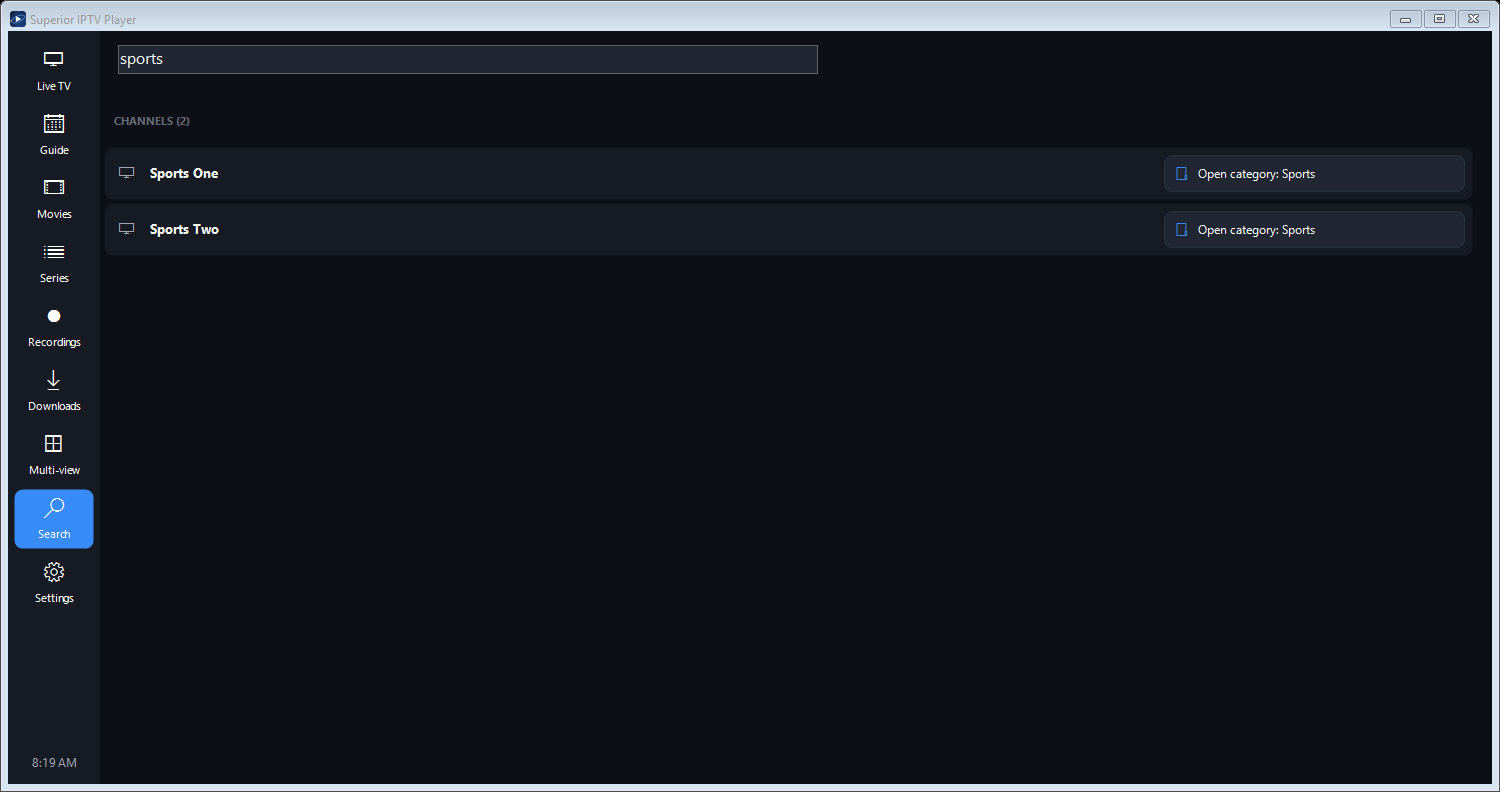 Superior IPTV Player
sports
Live TV
CHANNELS (2)
Guide
Sports One
Open category: Sports
Movies
Sports Two
Open category: Sports
Series
Recordings
Downloads
Multi-view
Search
Settings
8:19 AM